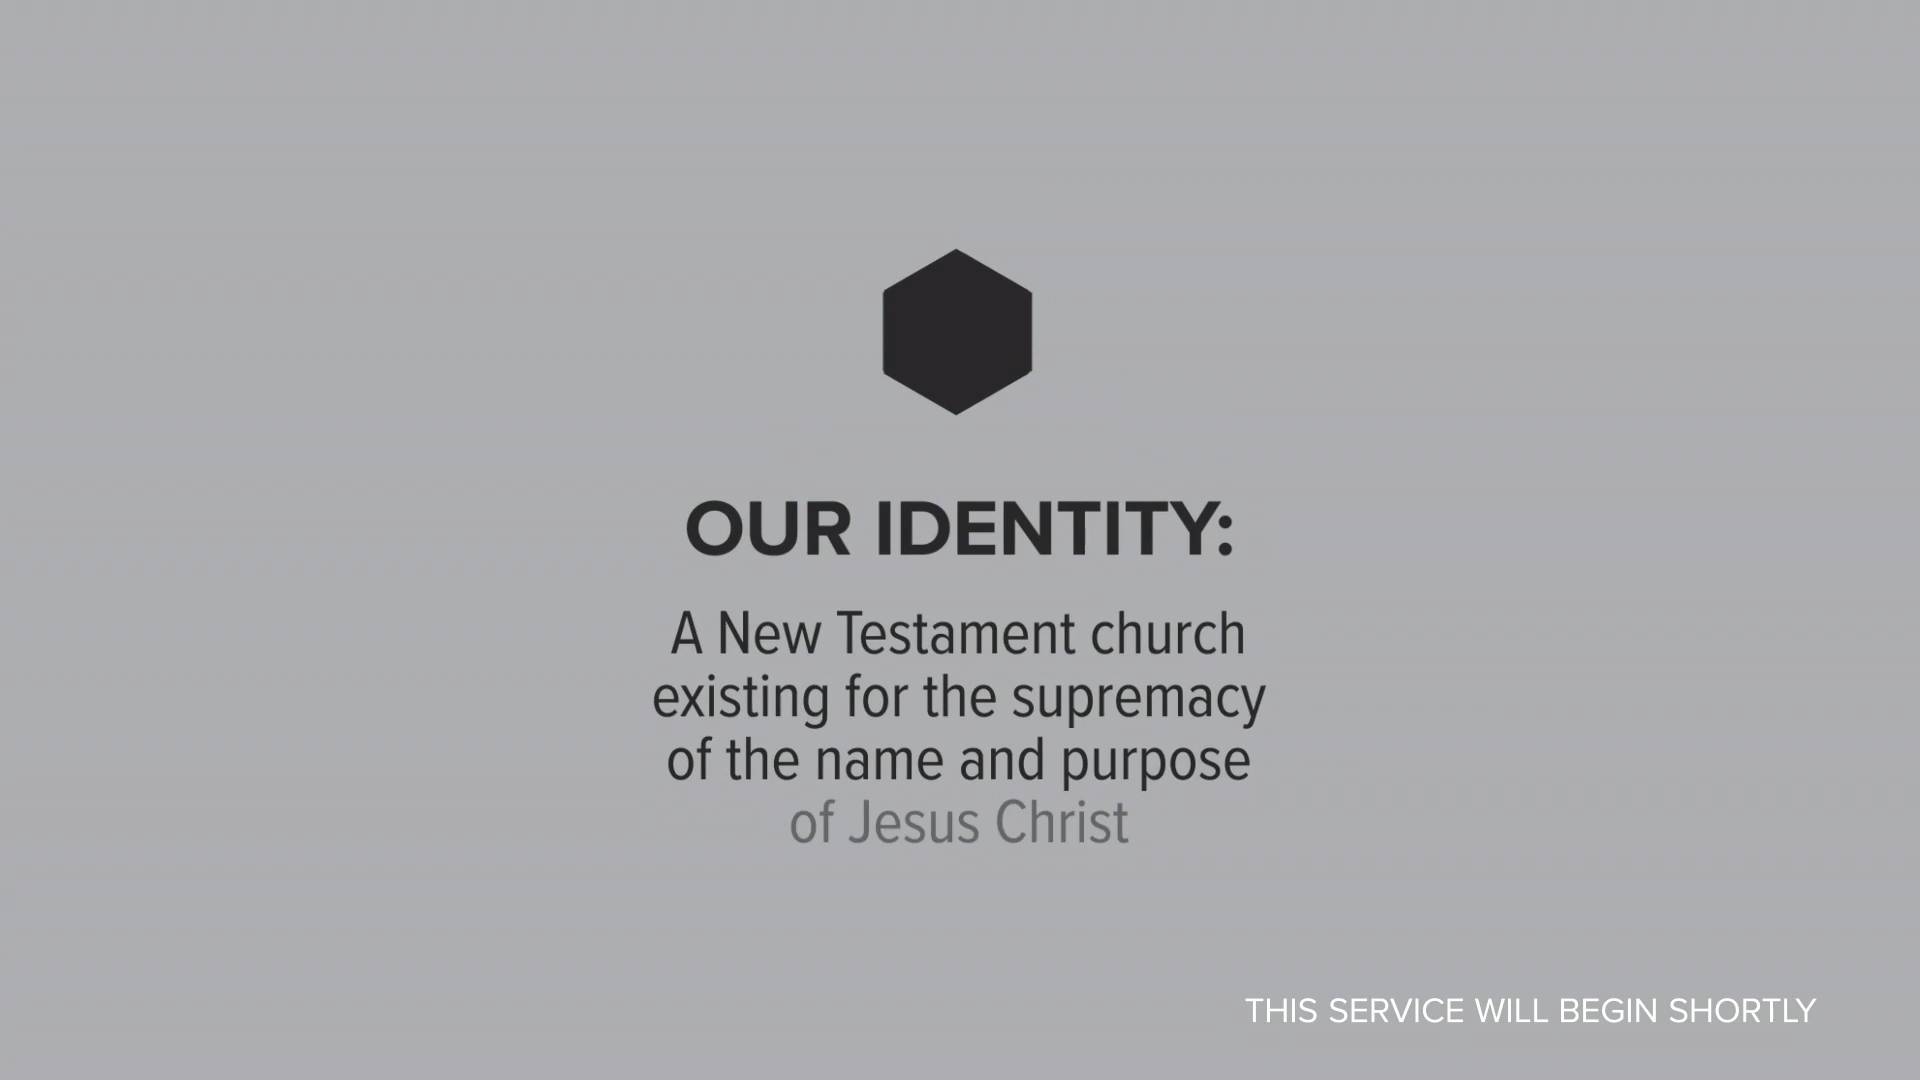 OUR IDENTITY:
A New Testament church
existing for the supremacy
of the name and purpose
of Jesus Christ
THIS SERVICE WILL BEGIN SHORTLY